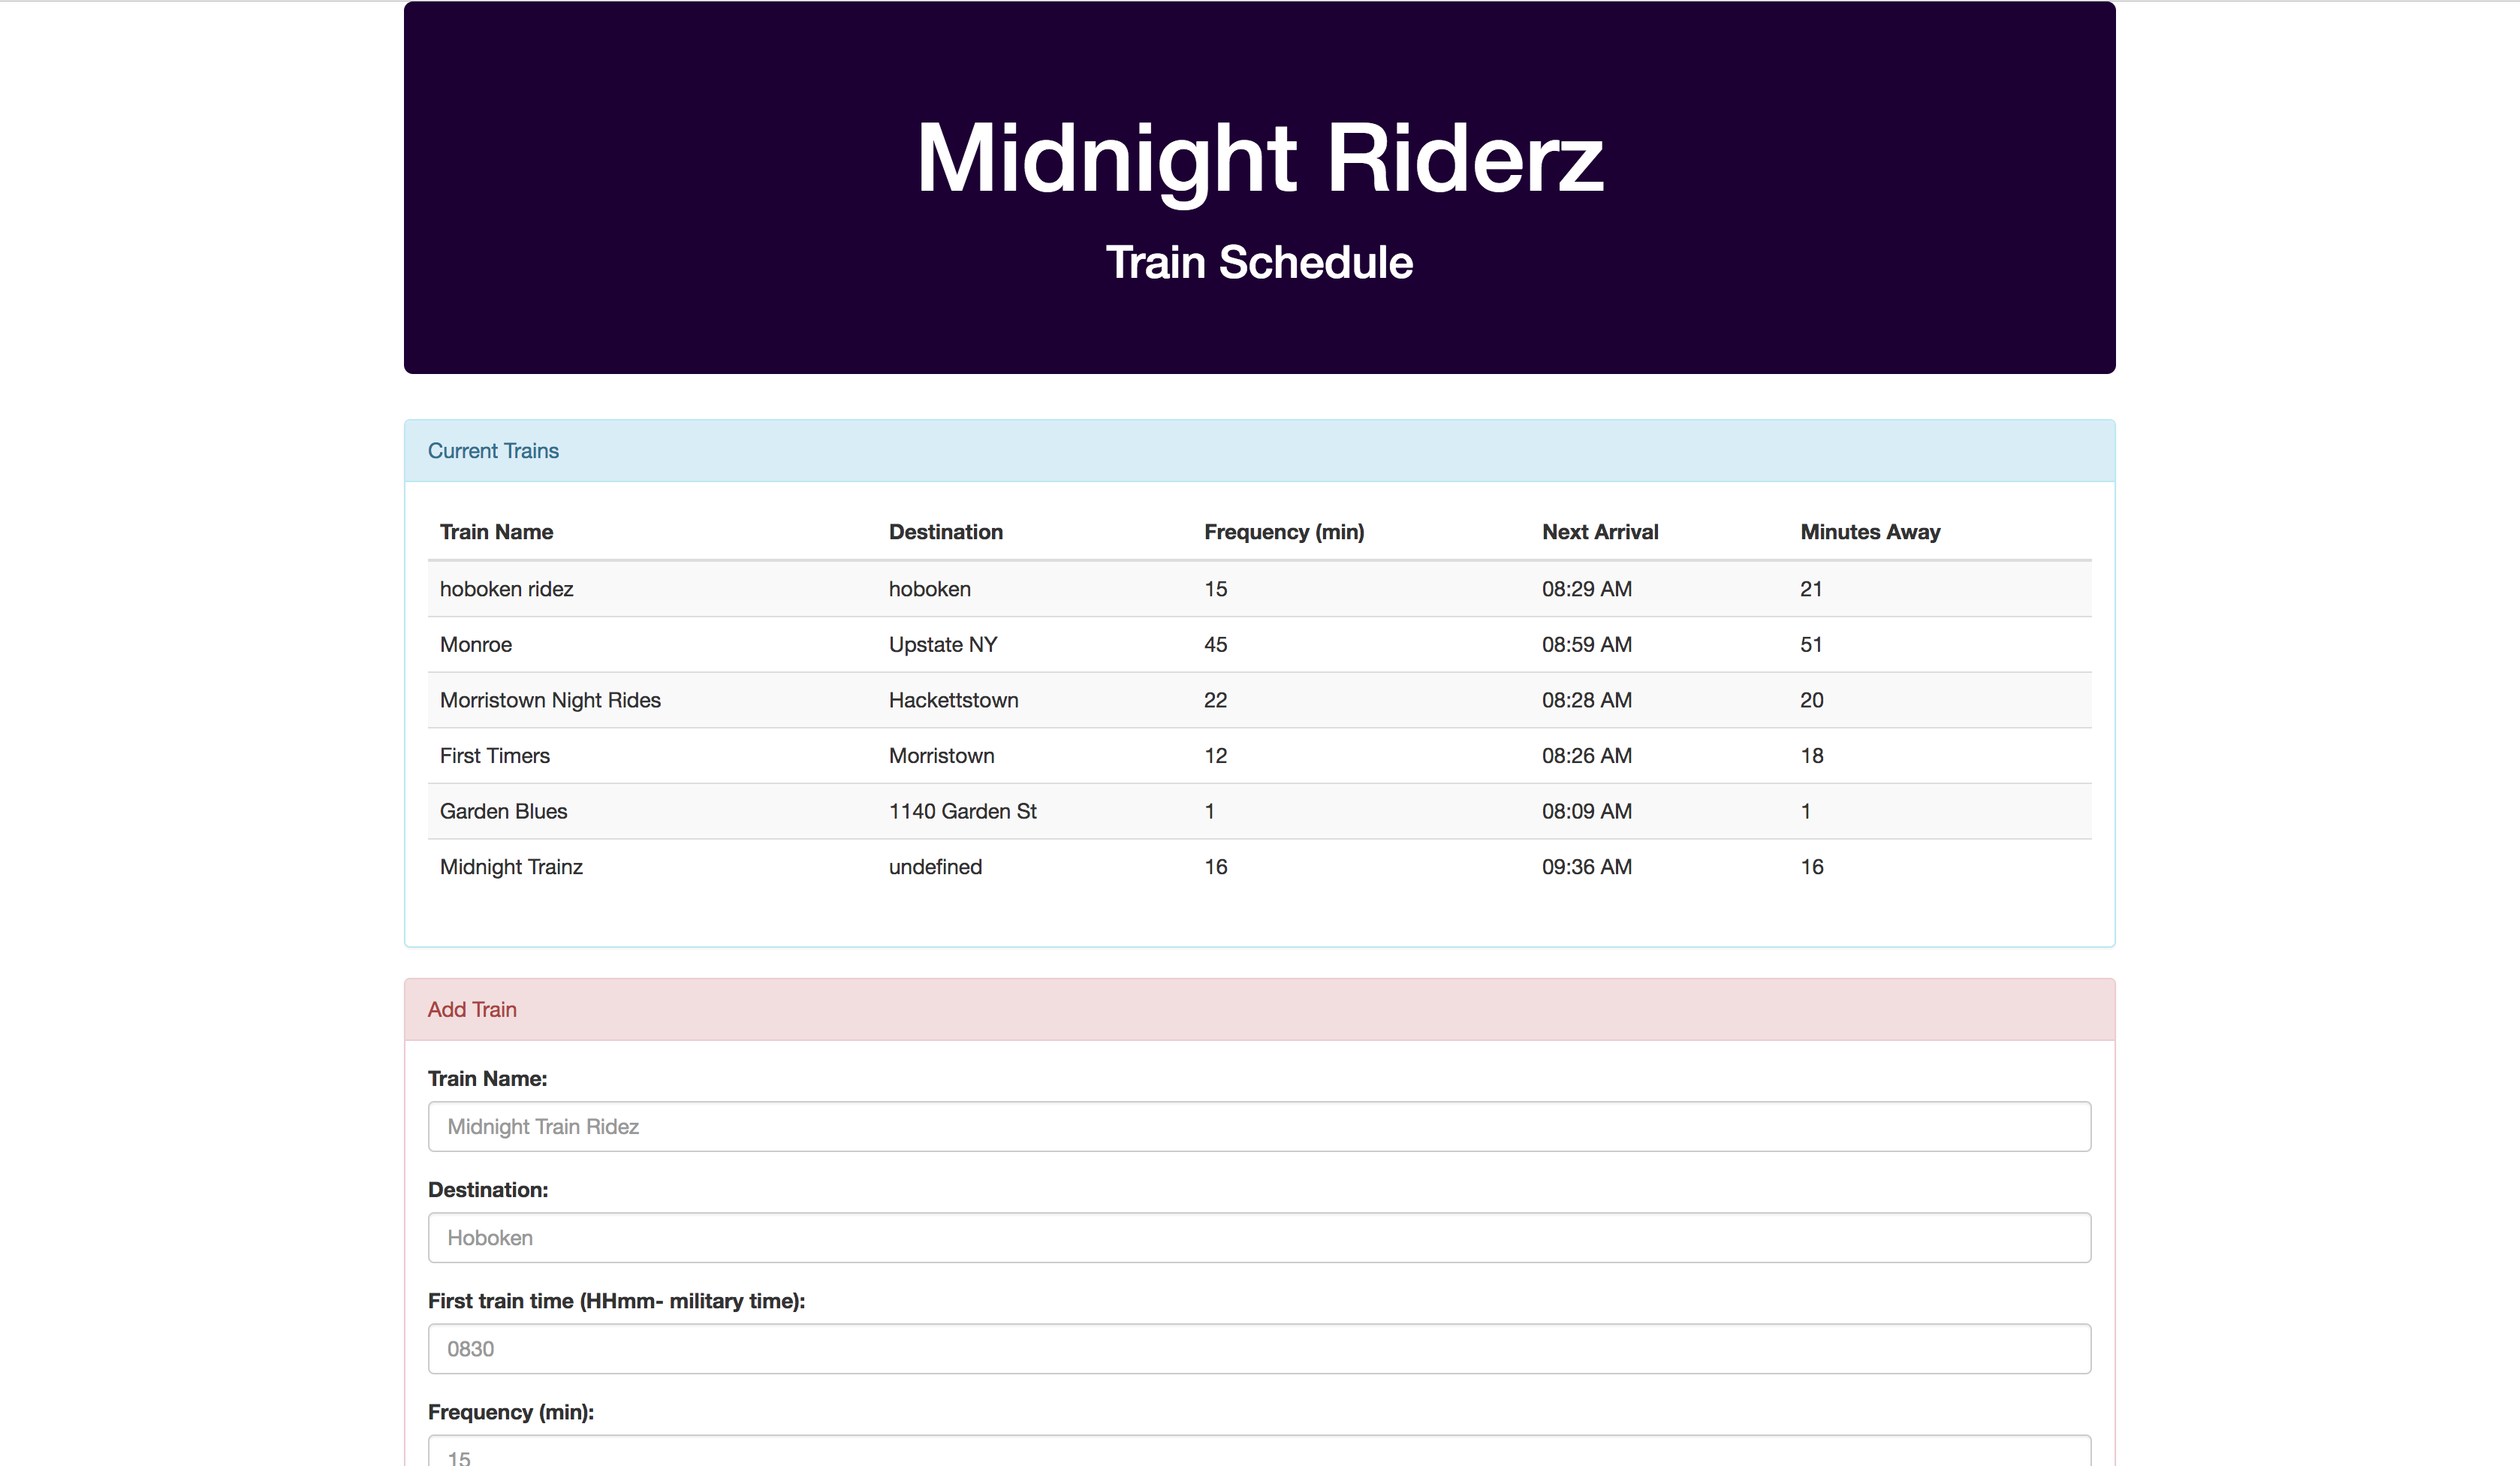 Midnight Riderz
Train Schedule
Current Trains
Train Name Destination Frequency (min) Next Arrival Minutes Away
hoboken ridez hoboken 15 08:29 AM 21
Monroe Upstate NY 45 08:59 AM 51
Morristown Night Rides Hackettstown 22 08:28 AM 20
First Timers Morristown 12 08:26 AM 18
Garden Blues 1140 Garden St 1 08:09 AM 1
Midnight Trainz undefined 16 09:36 AM 16
Add Train
Train Name:
Midnight Train Ridez
Destination:
Hoboken
First train time (HHmm- military time):
0830
Frequency (min):
15